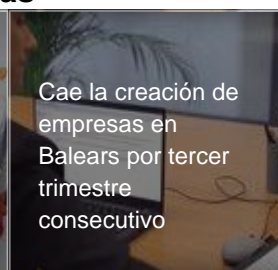 Cae la creación de
empresas en
Balears por tercer
trimestre
consecutivo